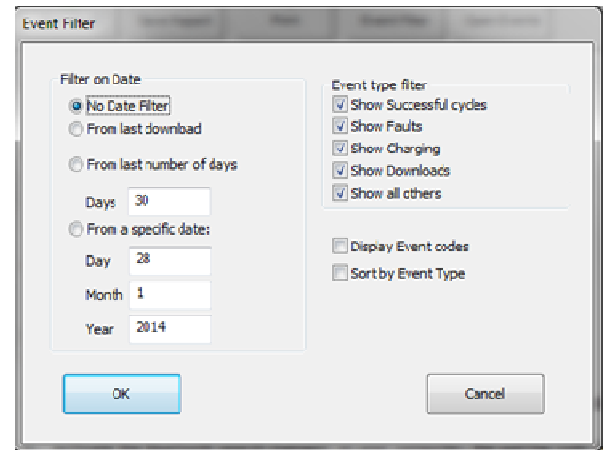 Event Filter
Filter on Date
No Date Filter
From last download
From last number of days
Days 30
From a specific date:
Day 28
Month 1
Year 2014
Event type filter
Show Successful cycles
Show Faults
Show Charging
Show Downloads
Show all others
Display Event codes
Sort by Event Type
OK
Cancel